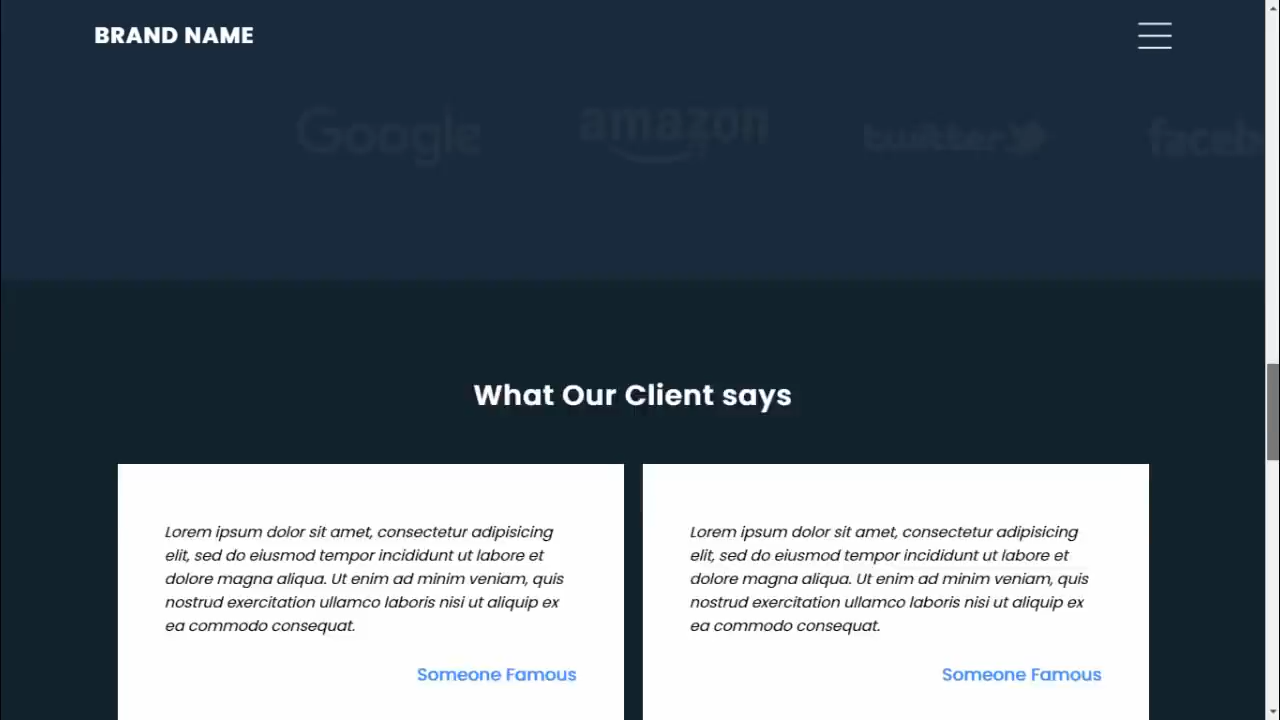 BRAND NAME
Google
amazon
twitter
faceb
What Our Client says
Lorem ipsum dolor sit amet, consectetur adipisicing
elit, sed do eiusmod tempor incididunt ut labore et
dolore magna aliqua. Ut enim ad minim veniam, quis
nostrud exercitation ullamco laboris nisi ut aliquip ex
ea commodo consequat.
Someone Famous
Lorem ipsum dolor sit amet, consectetur adipisicing
elit, sed do eiusmod tempor incididunt ut labore et
dolore magna aliqua. Ut enim ad minim veniam, quis
nostrud exercitation ullamco laboris nisi ut aliquip ex
ea commodo consequat.
Someone Famous